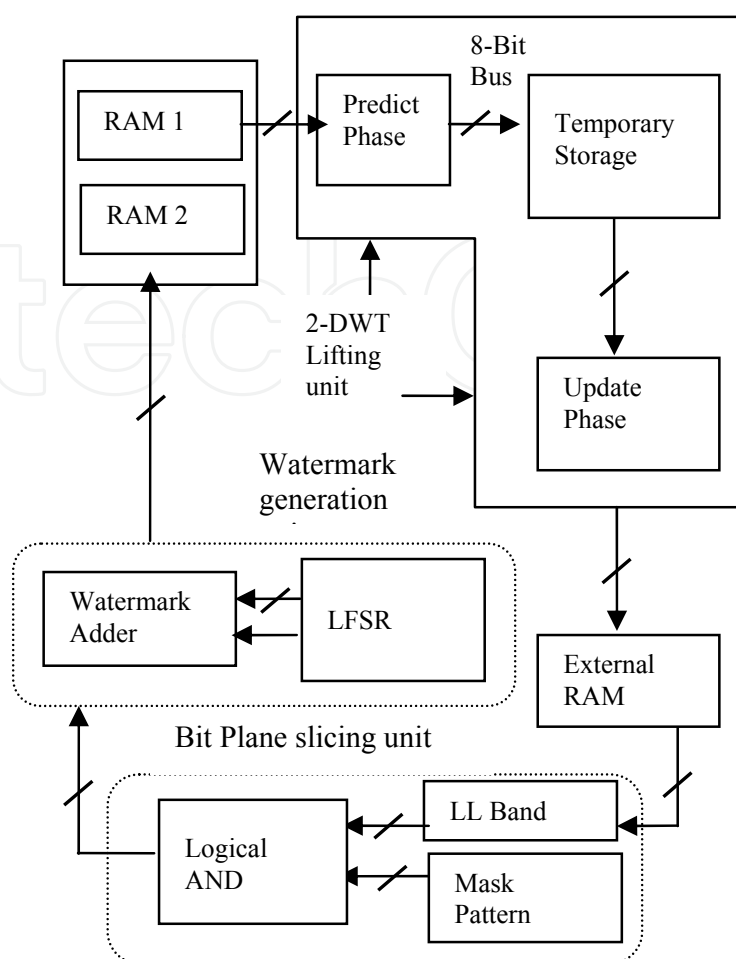 8-Bit
Bus
RAM 1
Predict
Phase
Temporary
Storage
RAM 2
2-DWT
Lifting
unit
Update
Phase
Watermark
generation
Watermark
Adder
LFSR
External
RAM
Bit Plane slicing unit
LL Band
Logical
AND
Mask
Pattern